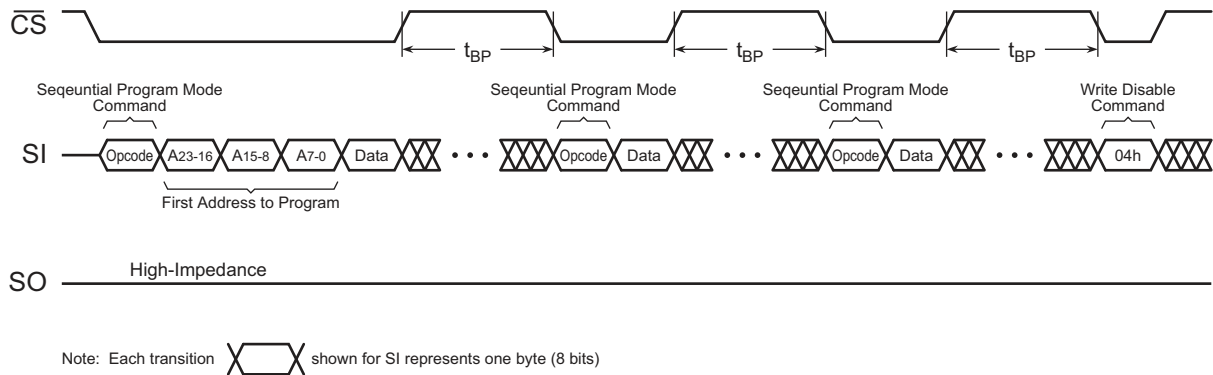 CS
tBP tBP tBP
Seqeuntial Program Mode Command
Seqeuntial Program Mode Command
Seqeuntial Program Mode Command
Write Disable Command
SI Opcode A23-16 A15-8 A7-0 Data • • • Opcode Data • • • Opcode Data • • • 04h
First Address to Program
High-Impedance
SO
Note: Each transition shown for SI represents one byte (8 bits)